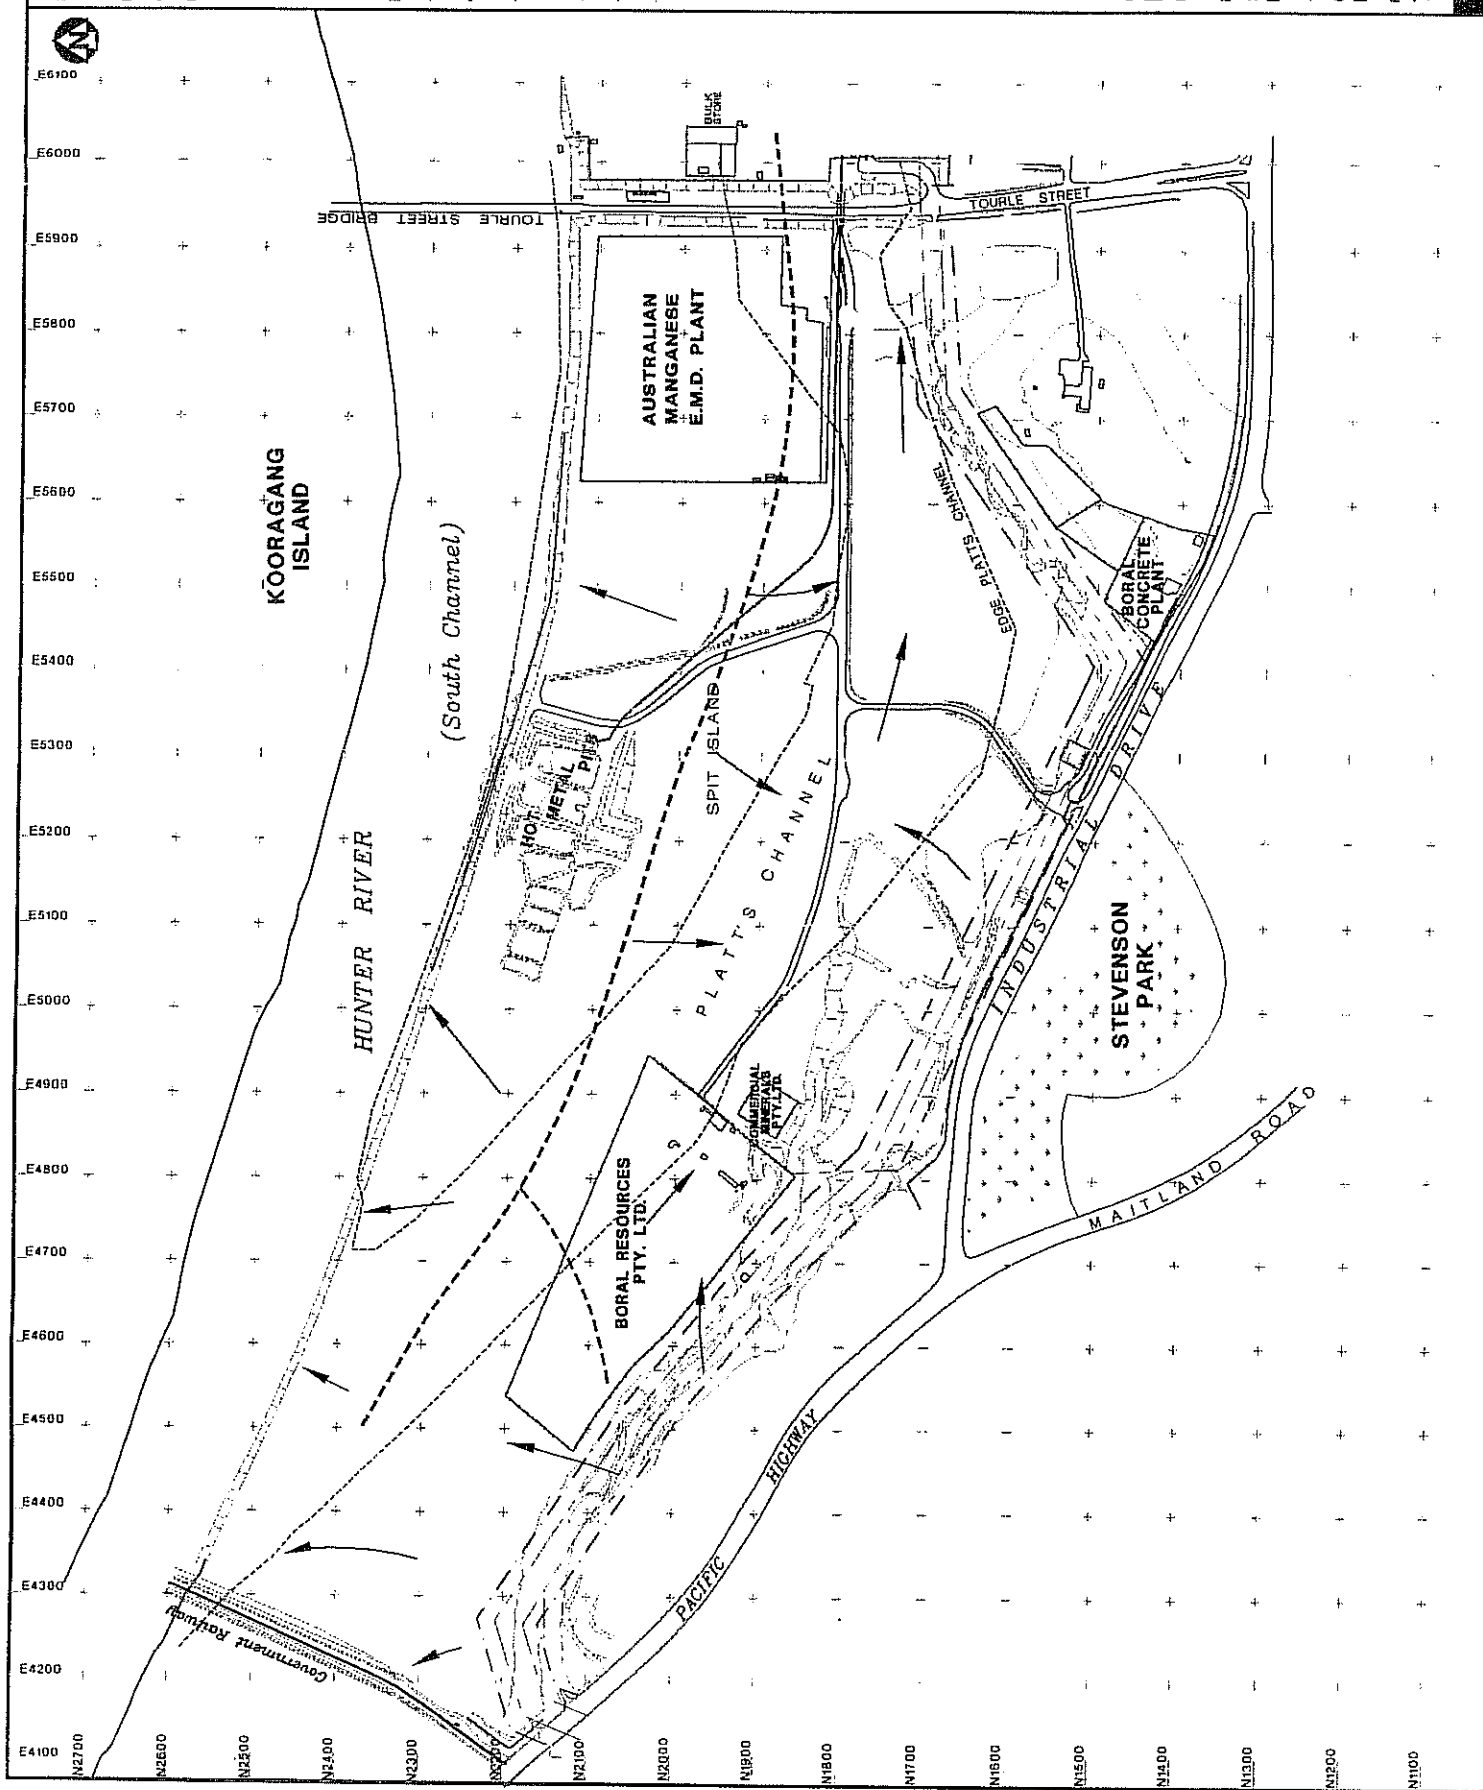 E6100
E6000
E5900
E5800
E5700
E5600
E5500
E5400
E5300
E5200
E5100
E5000
E4900
E4800
E4700
E4600
E4500
E4400
E4300
E4200
E4100
N2700
N2600
N2500
N2400
N2300
N2100
N2000
N1900
N1800
N1700
N1600
N1500
N1400
N1300
N1200
N1100
N
KOORAGANG
ISLAND
HUNTER RIVER
(South Channel)
TOURLE STREET BRIDGE
BULK
STORE
AUSTRALIAN
MANGANESE
E.M.D. PLANT
TOURLE STREET
EDGE PLATTS CHANNEL
BORAL
CONCRETE
PLANT
HOT METAL PITS
SPIT ISLAND
PLATT'S CHANNEL
INDUSTRIAL DRIVE
STEVENSON
PARK
COMMERCIAL
MINERALS
PTY.LTD.
BORAL RESOURCES
PTY. LTD.
MAITLAND ROAD
PACIFIC HIGHWAY
Government Railway